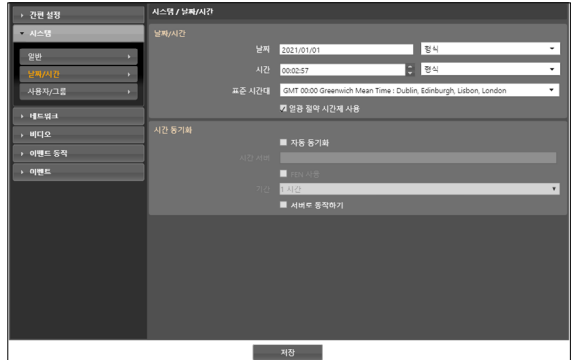 간편 설정
시스템
일반
날짜/시간
사용자/그룹
네트워크
비디오
이벤트 동작
이벤트
시스템 / 날짜/시간
날짜/시간
날짜 2021/01/01 형식
시간 00:02:57 형식
표준 시간대 GMT 00:00 Greenwich Mean Time : Dublin, Edinburgh, Lisbon, London
일광 절약 시간제 사용
시간 동기화
자동 동기화
시간 서버
사용
기간 1 시간
서버로 동작하기
저장